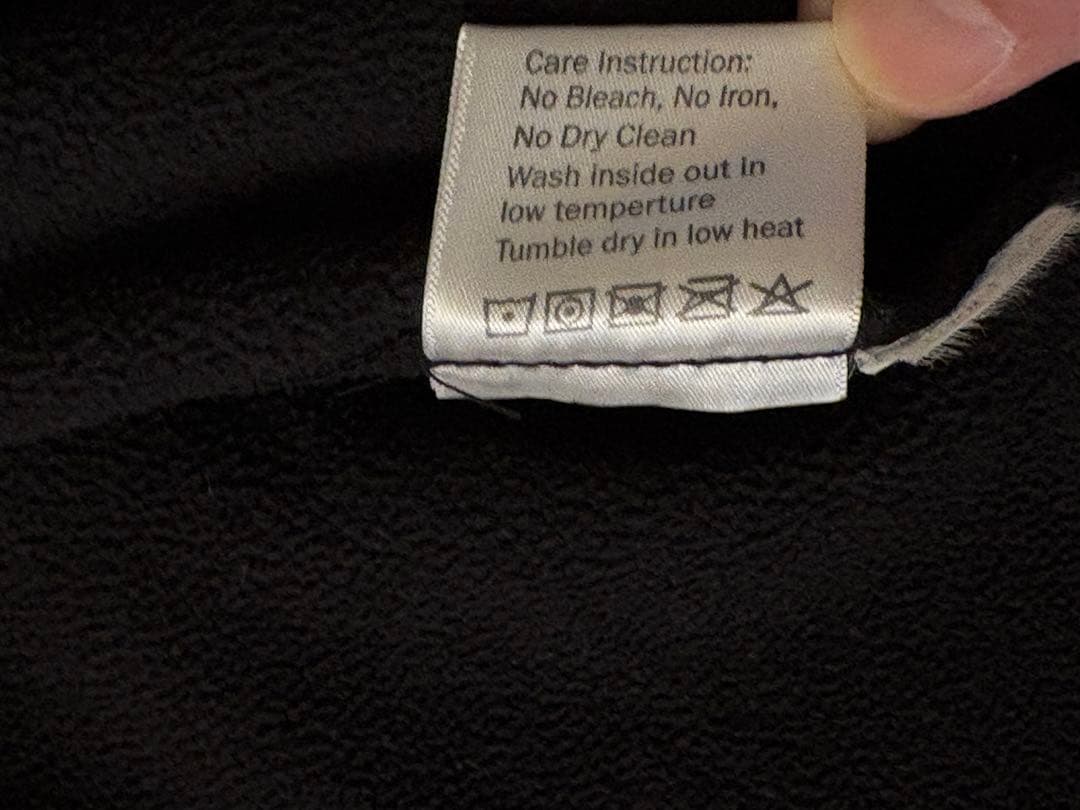 Care Instruction:
No Bleach, No Iron,
No Dry Clean
Wash inside out in
low temperture
Tumble dry in low heat